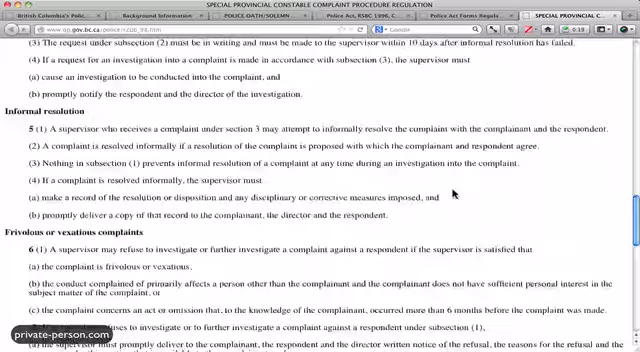 SPECIAL PROVINCIAL CONSTABLE COMPLAINT PROCEDURE REGULATION
British Columbia's Polic... Background Information POLICE OATH/SOLEMN ... Police Act, RSBC 1996, C... Police Act Forms Regula... SPECIAL PROVINCIAL C...
Google 0:19
(3) The request under subsection (2) must be in writing and must be made to the supervisor within 10 days after informal resolution has failed.
(4) If a request for an investigation into a complaint is made in accordance with subsection (3), the supervisor must
(a) cause an investigation to be conducted into the complaint, and
(b) promptly notify the respondent and the director of the investigation.
Informal resolution
5 (1) A supervisor who receives a complaint under section 3 may attempt to informally resolve the complaint with the complainant and the respondent.
(2) A complaint is resolved informally if a resolution of the complaint is proposed with which the complainant and respondent agree.
(3) Nothing in subsection (1) prevents informal resolution of a complaint at any time during an investigation into the complaint.
(4) If a complaint is resolved informally, the supervisor must
(a) make a record of the resolution or disposition and any disciplinary or corrective measures imposed, and
(b) promptly deliver a copy of that record to the complainant, the director and the respondent.
Frivolous or vexatious complaints
6 (1) A supervisor may refuse to investigate or further investigate a complaint against a respondent if the supervisor is satisfied that
(a) the complaint is frivolous or vexatious,
(b) the conduct complained of primarily affects a person other than the complainant and the complainant does not have sufficient personal interest in the
subject matter of the complaint, or
(c) the complaint concerns an act or omission that, to the knowledge of the complainant, occurred more than 6 months before the complaint was made.
private-person.com
refuses to investigate or to further investigate a complaint against a respondent under subsection (1),
(a) the supervisor must promptly deliver to the complainant, the respondent and the director written notice of the refusal, the reasons for the refusal and the